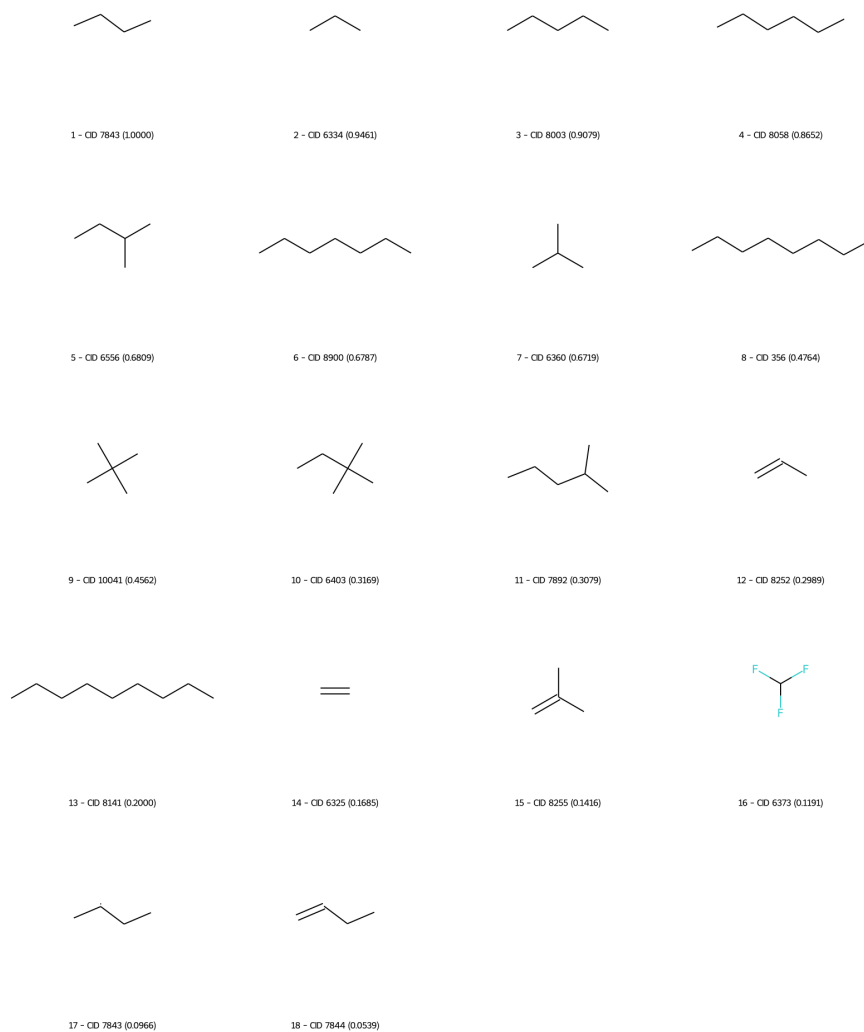 1 – CID 7843 (1.0000)
2 – CID 6334 (0.9461)
3 – CID 8003 (0.9079)
4 – CID 8058 (0.8652)
5 – CID 6556 (0.6809)
6 – CID 8900 (0.6787)
7 – CID 6360 (0.6719)
8 – CID 356 (0.4764)
9 – CID 10041 (0.4562)
10 – CID 6403 (0.3169)
11 – CID 7892 (0.3079)
12 – CID 8252 (0.2989)
F
F
F
13 – CID 8141 (0.2000)
14 – CID 6325 (0.1685)
15 – CID 8255 (0.1416)
16 – CID 6373 (0.1191)
17 – CID 7843 (0.0966)
18 – CID 7844 (0.0539)